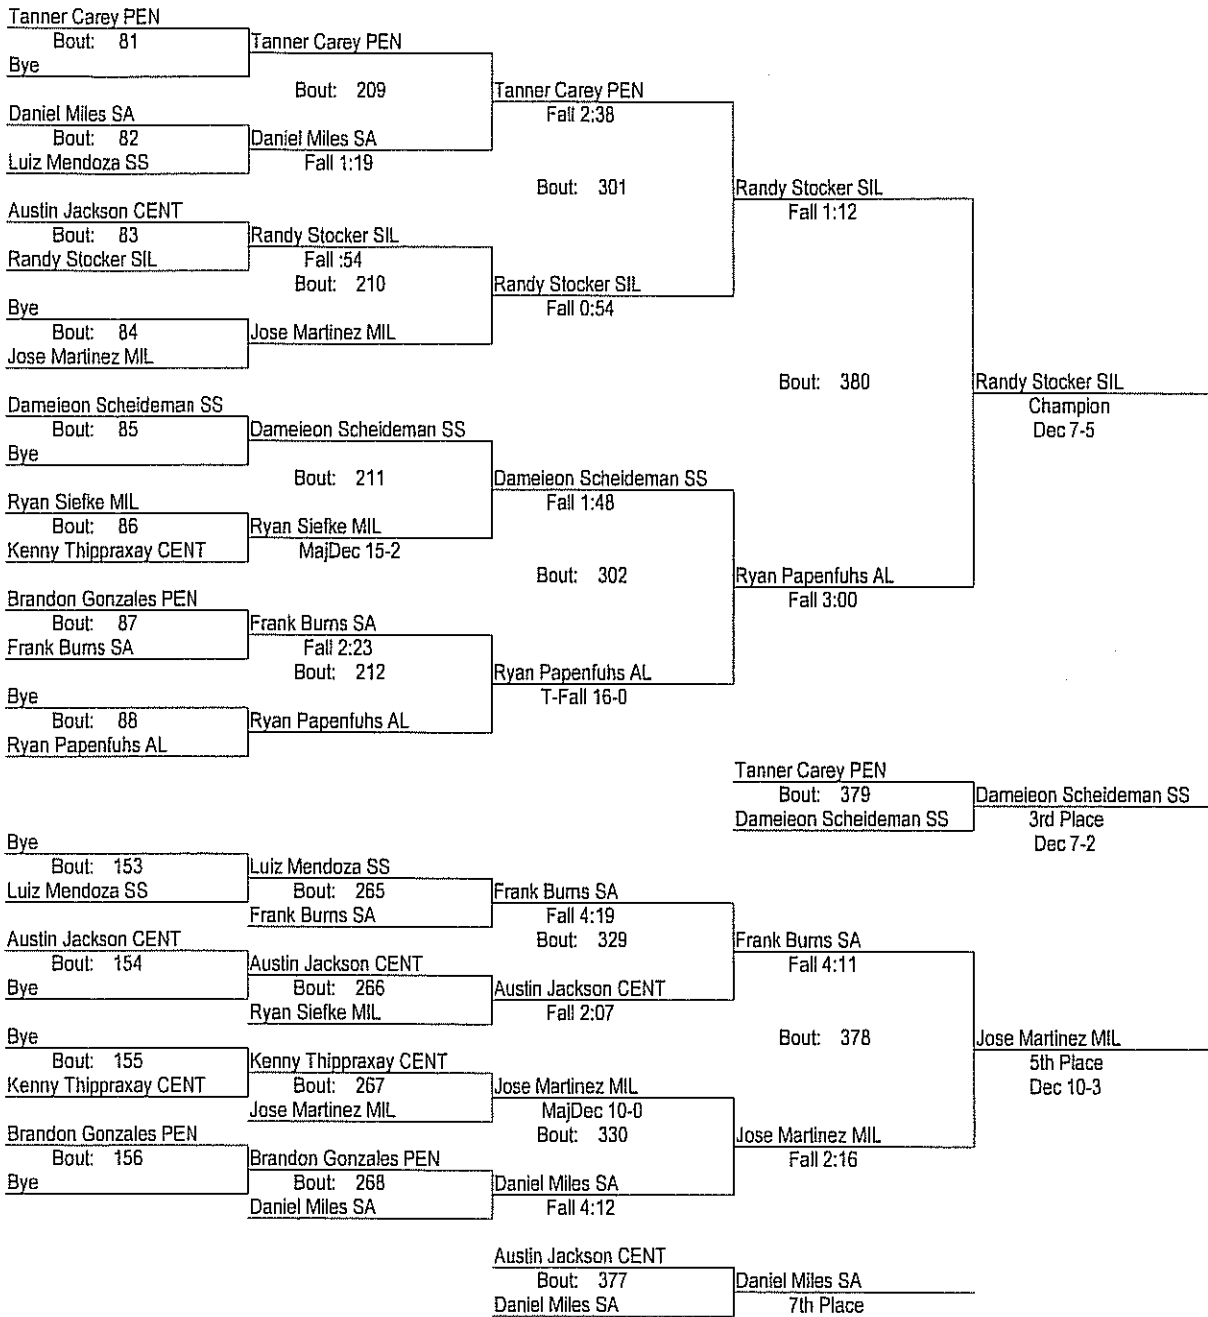 Tanner Carey PEN
Bout: 81
Bye
Tanner Carey PEN
Bout: 209
Daniel Miles SA
Bout: 82
Luiz Mendoza SS
Daniel Miles SA
Fall 1:19
Tanner Carey PEN
Fall 2:38
Bout: 301
Austin Jackson CENT
Bout: 83
Randy Stocker SIL
Randy Stocker SIL
Fall :54
Bout: 210
Bye
Bout: 84
Jose Martinez MIL
Jose Martinez MIL
Randy Stocker SIL
Fall 0:54
Randy Stocker SIL
Fall 1:12
Bout: 380
Dameieon Scheideman SS
Bout: 85
Bye
Dameieon Scheideman SS
Bout: 211
Ryan Siefke MIL
Bout: 86
Kenny Thippraxay CENT
Ryan Siefke MIL
MajDec 15-2
Dameieon Scheideman SS
Fall 1:48
Bout: 302
Brandon Gonzales PEN
Bout: 87
Frank Burns SA
Frank Burns SA
Fall 2:23
Bout: 212
Bye
Bout: 88
Ryan Papenfuhs AL
Ryan Papenfuhs AL
Ryan Papenfuhs AL
T-Fall 16-0
Ryan Papenfuhs AL
Fall 3:00
Randy Stocker SIL
Champion
Dec 7-5
Tanner Carey PEN
Bout: 379
Dameieon Scheideman SS
Dameieon Scheideman SS
3rd Place
Dec 7-2
Bye
Bout: 153
Luiz Mendoza SS
Luiz Mendoza SS
Bout: 265
Frank Burns SA
Frank Burns SA
Fall 4:19
Bout: 329
Austin Jackson CENT
Bout: 154
Bye
Austin Jackson CENT
Bout: 266
Ryan Siefke MIL
Austin Jackson CENT
Fall 2:07
Frank Burns SA
Fall 4:11
Bout: 378
Bye
Bout: 155
Kenny Thippraxay CENT
Kenny Thippraxay CENT
Bout: 267
Jose Martinez MIL
Jose Martinez MIL
MajDec 10-0
Bout: 330
Brandon Gonzales PEN
Bout: 156
Bye
Brandon Gonzales PEN
Bout: 268
Daniel Miles SA
Daniel Miles SA
Fall 4:12
Jose Martinez MIL
Fall 2:16
Jose Martinez MIL
5th Place
Dec 10-3
Austin Jackson CENT
Bout: 377
Daniel Miles SA
Daniel Miles SA
7th Place